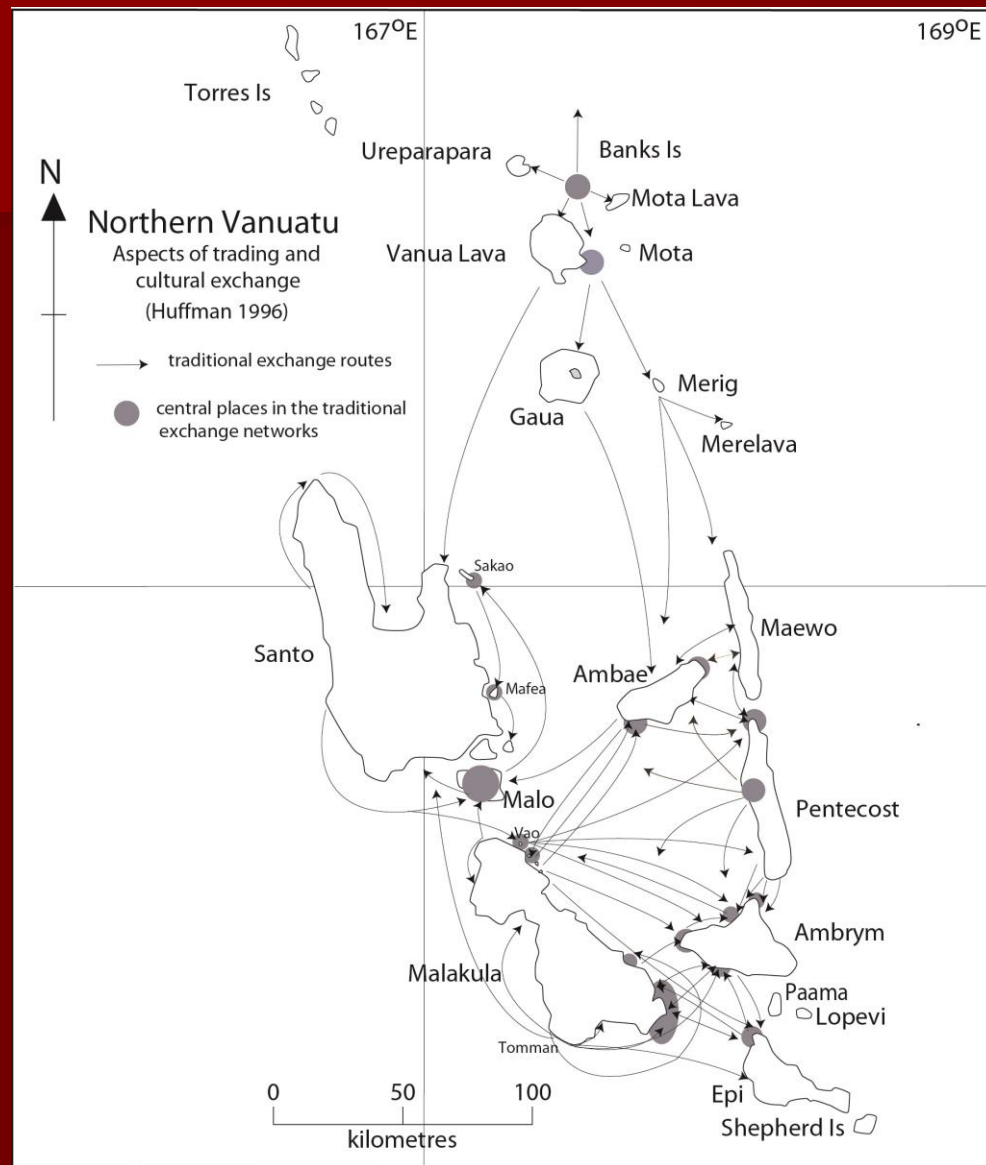 167°E
169°E
Torres Is
Ureparapara
Banks Is
Mota Lava
N
Northern Vanuatu
Aspects of trading and
cultural exchange
(Huffman 1996)
Vanua Lava
Mota
traditional exchange routes
central places in the traditional
exchange networks
Gaua
Merig
Merelava
Sakao
Santo
Maewo
Mafea
Ambae
Malo
Pentecost
Vao
Malakula
Ambrym
Paama
Lopevi
Tomman
0 50 100
kilometres
Epi
Shepherd Is